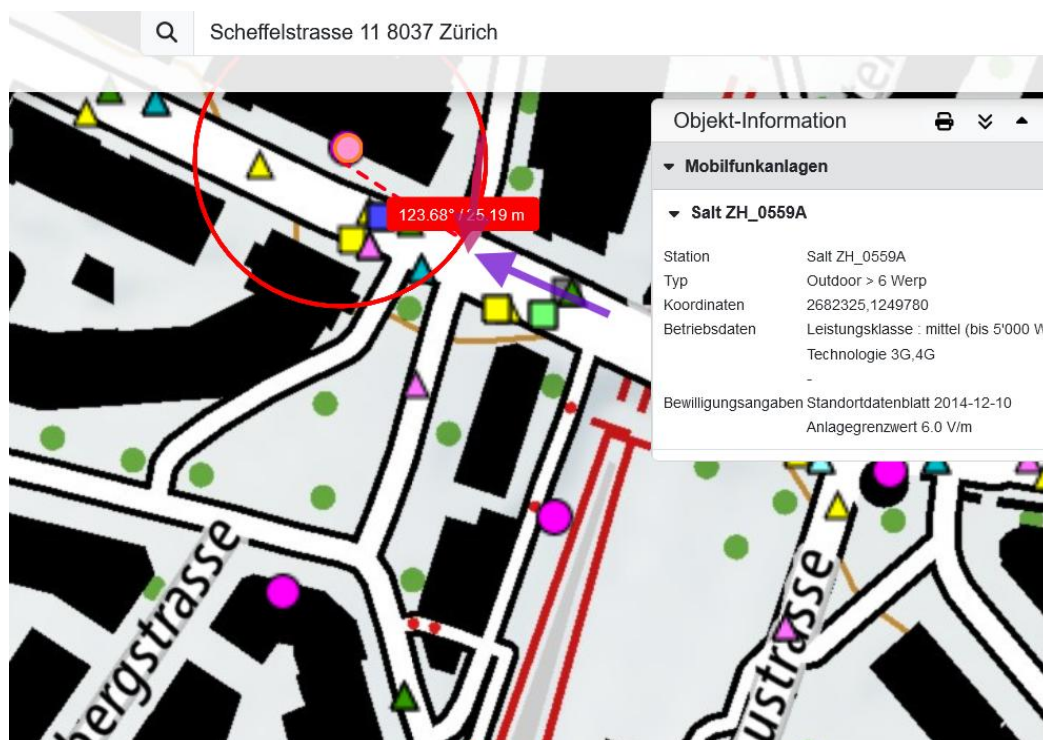 Scheffelstrasse 11 8037 Zürich
Objekt-Information
Mobilfunkanlagen
Salt ZH_0559A
Station Salt ZH_0559A
Typ Outdoor > 6 Werp
Koordinaten 2682325,1249780
Betriebsdaten Leistungsklasse : mittel (bis 5'000 W
Technologie 3G,4G
-
Bewilligungsangaben Standortdatenblatt 2014-12-10
Anlagegrenzwert 6.0 V/m
123.68° / 25.19 m
bergstrasse
ustrasse